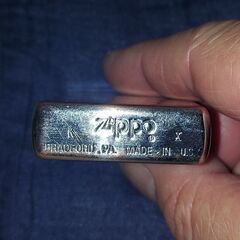 K Zippo ® X
BRADFORD, PA. MADE IN U.S.A.